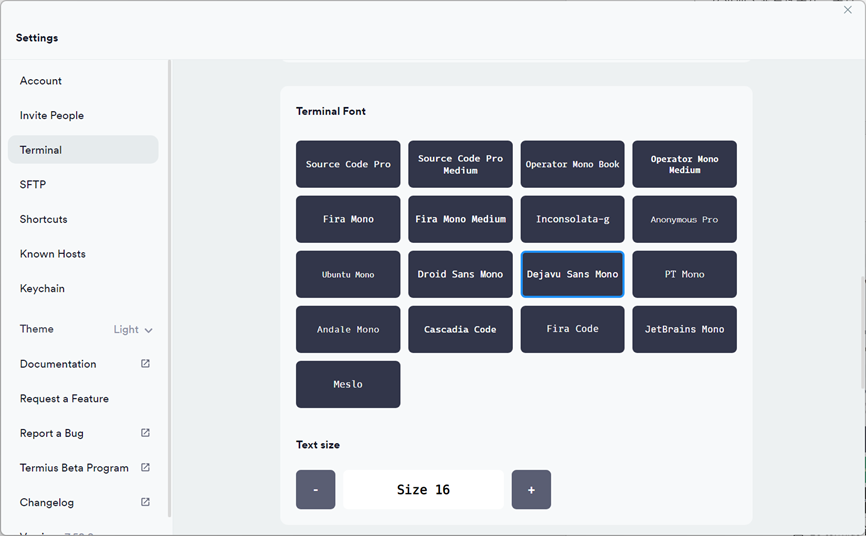 Settings
Account
Invite People
Terminal
SFTP
Shortcuts
Known Hosts
Keychain
Theme
Light
Documentation
Request a Feature
Report a Bug
Termius Beta Program
Changelog
Terminal Font
Source Code Pro
Source Code Pro
Medium
Operator Mono Book
Operator Mono
Medium
Fira Mono
Fira Mono Medium
Inconsolata-g
Anonymous Pro
Ubuntu Mono
Droid Sans Mono
Dejavu Sans Mono
PT Mono
Andale Mono
Cascadia Code
Fira Code
JetBrains Mono
Meslo
Text size
-
Size 16
+